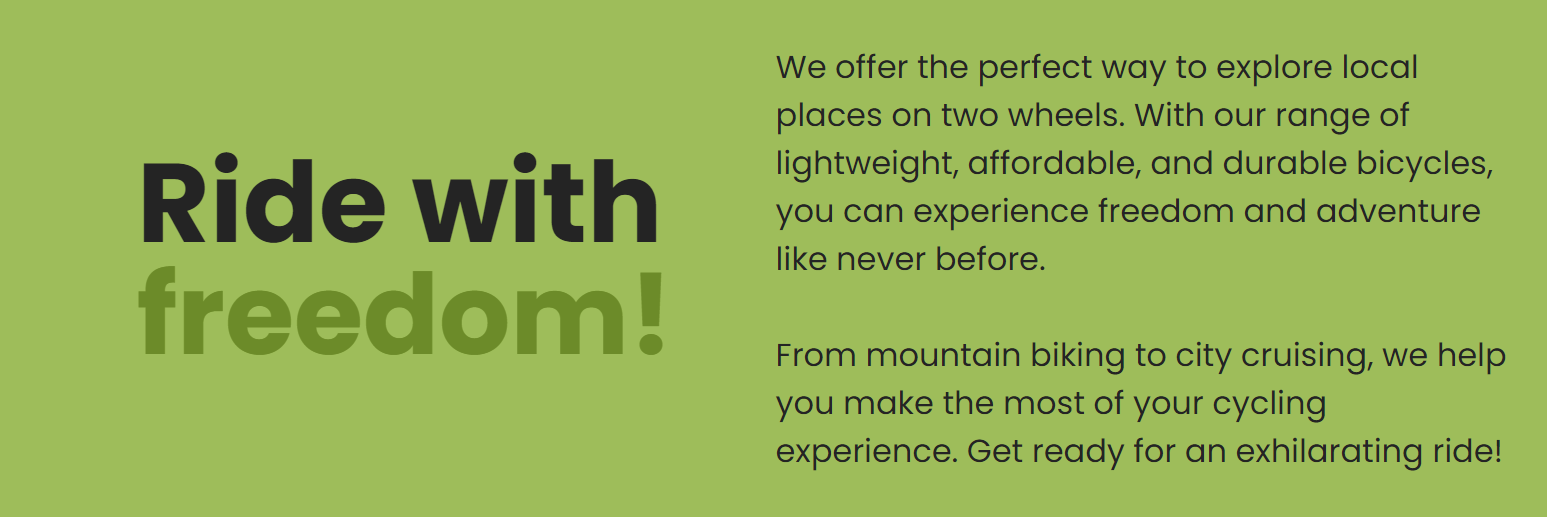 Ride with
freedom!
We offer the perfect way to explore local
places on two wheels. With our range of
lightweight, affordable, and durable bicycles,
you can experience freedom and adventure
like never before.
From mountain biking to city cruising, we help
you make the most of your cycling
experience. Get ready for an exhilarating ride!